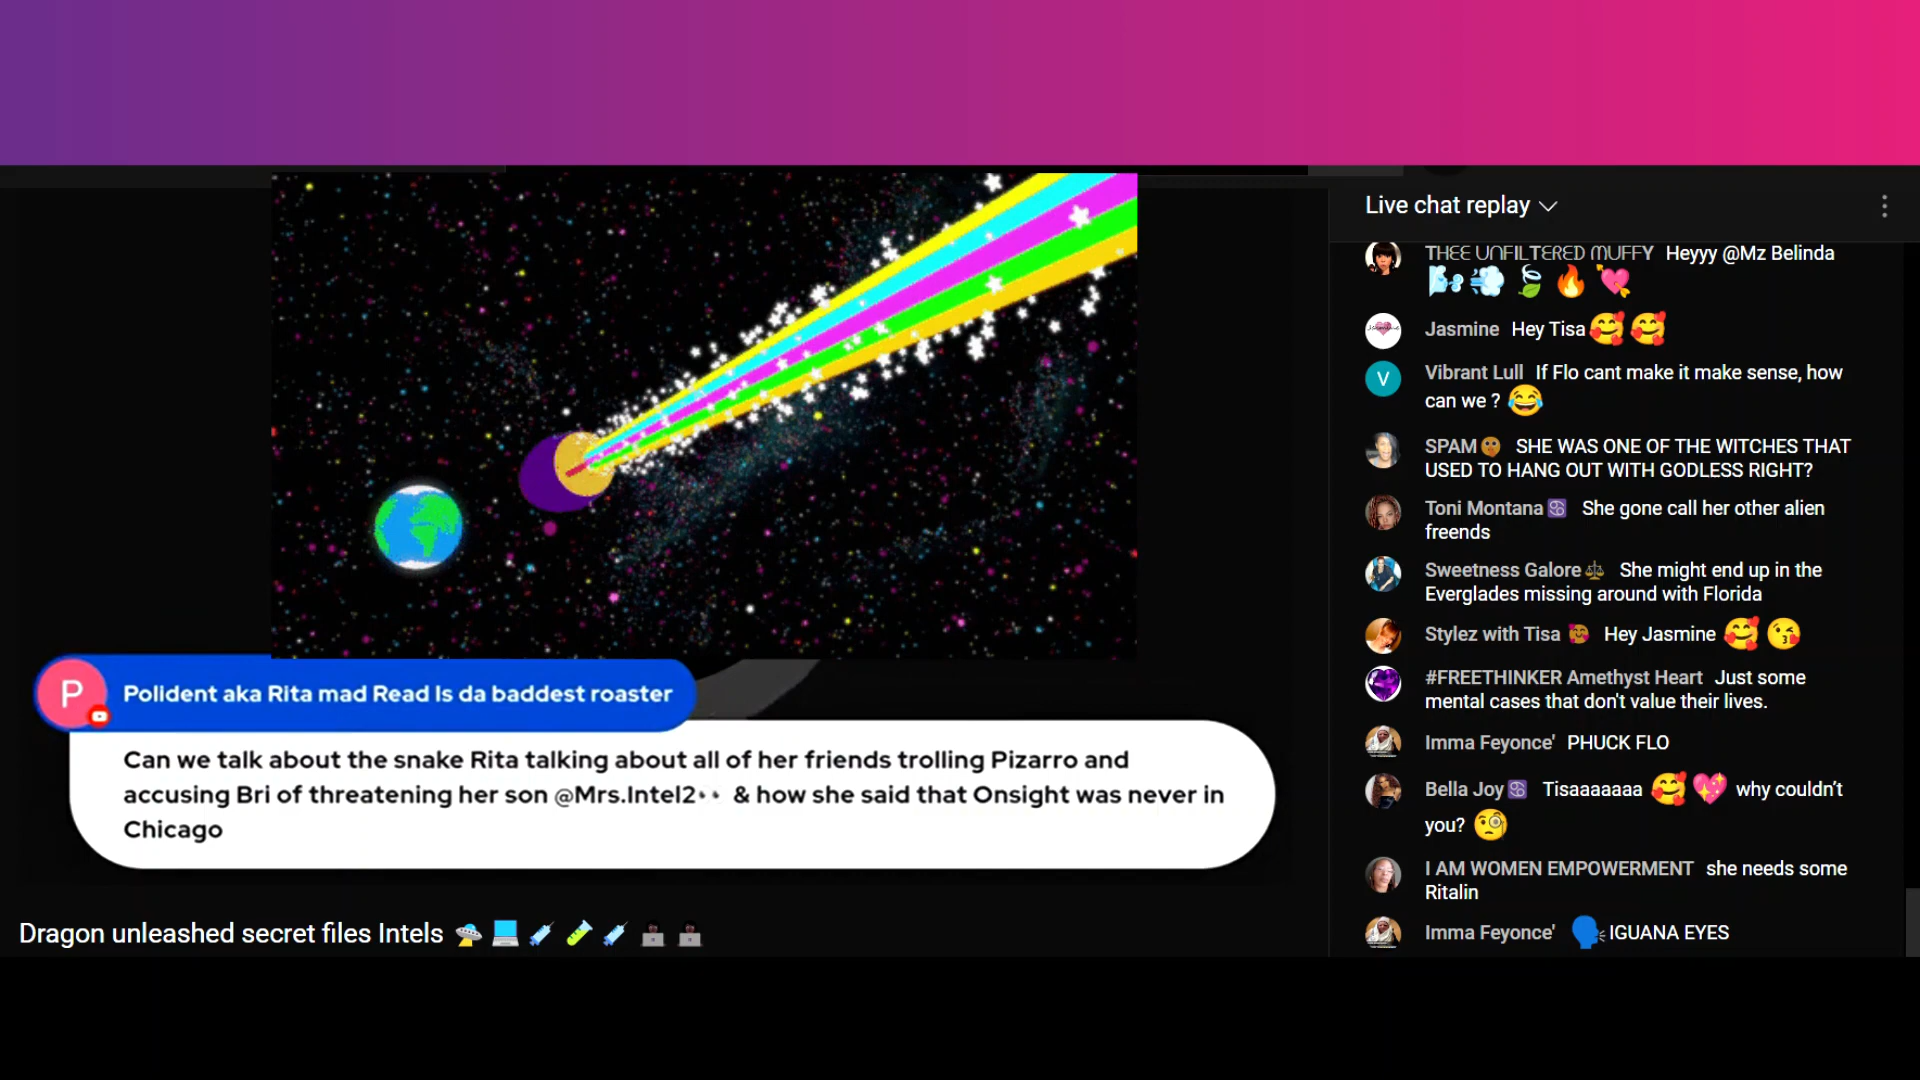 Live chat replay
THEE UNFILTERED MUFFY Heyyy @Mz Belinda
🌬️💨🍃🔥💘
Jasmine Hey Tisa🥰🥰
V
Vibrant Lull If Flo cant make it make sense, how
can we ? 😂
SPAM SHE WAS ONE OF THE WITCHES THAT
USED TO HANG OUT WITH GODLESS RIGHT?
Toni Montana♋ She gone call her other alien
freends
Sweetness Galore⚖️ She might end up in the
Everglades missing around with Florida
Stylez with Tisa 🥰 Hey Jasmine 🥰😘
#FREETHINKER Amethyst Heart Just some
mental cases that don't value their lives.
Imma Feyonce' PHUCK FLO
Bella Joy♋ Tisaaaaaaa 🥰💖 why couldn't
you? 🧐
I AM WOMEN EMPOWERMENT she needs some
Ritalin
Imma Feyonce' 🗣️IGUANA EYES
P
Polident aka Rita mad Read Is da baddest roaster
Can we talk about the snake Rita talking about all of her friends trolling Pizarro and
accusing Bri of threatening her son @Mrs.Intel2👀 & how she said that Onsight was never in
Chicago
Dragon unleashed secret files Intels 🛸💻💉🧪💉👨🏿‍💻👨🏿‍💻